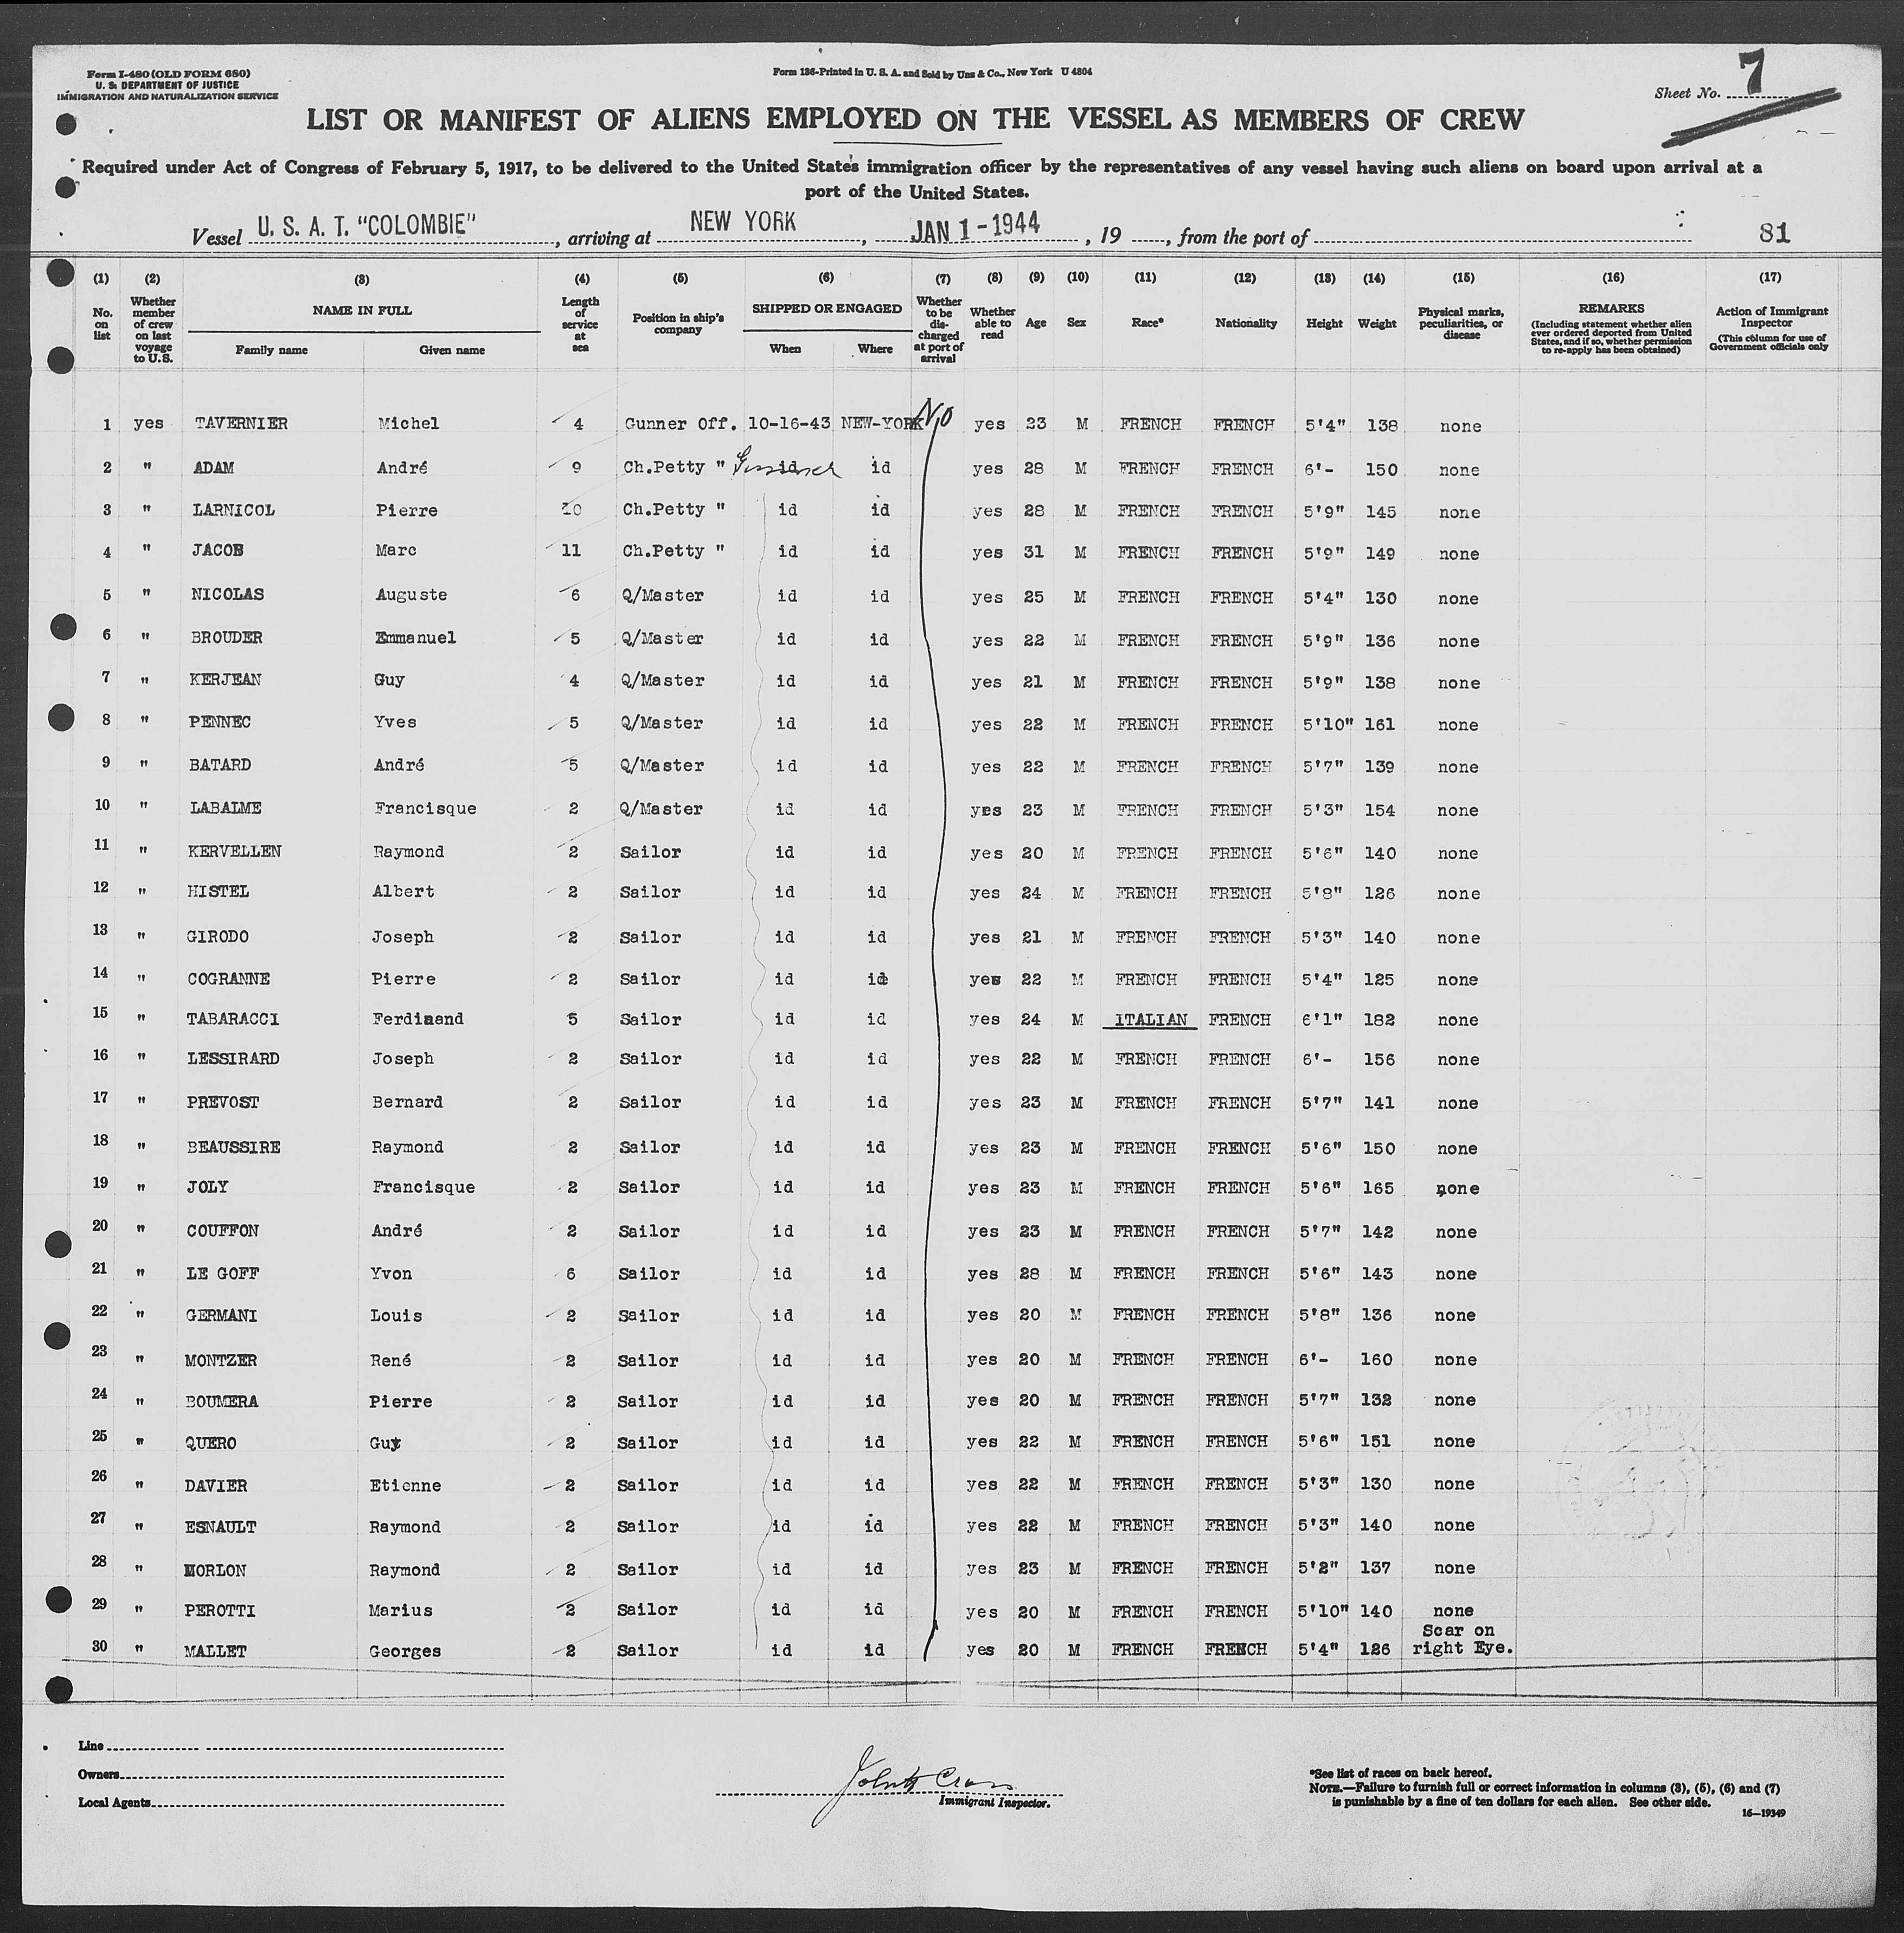 Form I-480 (OLD FORM 680)
U. S. DEPARTMENT OF JUSTICE
IMMIGRATION AND NATURALIZATION SERVICE
Form 186-Printed in U. S. A. and Sold by Unz & Co., New York U 4804
Sheet No. 7
LIST OR MANIFEST OF ALIENS EMPLOYED ON THE VESSEL AS MEMBERS OF CREW
Required under Act of Congress of February 5, 1917, to be delivered to the United States immigration officer by the representatives of any vessel having such aliens on board upon arrival at a
port of the United States.
Vessel U. S. A. T. "COLOMBIE", arriving at NEW YORK, JAN 1-1944, 19 , from the port of 81
(1) (2) (3) (4) (5) (6) (7) (8) (9) (10) (11) (12) (13) (14) (15) (16) (17)
No. on list
Whether member of crew on last voyage to U.S.
NAME IN FULL
Family name Given name
Length of service at sea
Position in ship's company
SHIPPED OR ENGAGED
When Where
Whether to be discharged at port of arrival
Whether able to read
Age
Sex
Race*
Nationality
Height
Weight
Physical marks, peculiarities, or disease
REMARKS
(Including statement whether alien ever ordered deported from United States, and if so, whether permission to re-apply has been obtained)
Action of Immigrant Inspector
(This column for use of Government officials only
1 yes TAVERNIER Michel 4 Gunner Off. 10-16-43 NEW-YORK No yes 23 M FRENCH FRENCH 5'4" 138 none
2 " ADAM André 9 Ch.Petty " id id yes 28 M FRENCH FRENCH 6'- 150 none
3 " LARNICOL Pierre 10 Ch.Petty " id id yes 28 M FRENCH FRENCH 5'9" 145 none
4 " JACOB Marc 11 Ch.Petty " id id yes 31 M FRENCH FRENCH 5'9" 149 none
5 " NICOLAS Auguste 6 Q/Master id id yes 25 M FRENCH FRENCH 5'4" 130 none
6 " BROUDER Emmanuel 5 Q/Master id id yes 22 M FRENCH FRENCH 5'9" 136 none
7 " KERJEAN Guy 4 Q/Master id id yes 21 M FRENCH FRENCH 5'9" 138 none
8 " PENNEC Yves 5 Q/Master id id yes 22 M FRENCH FRENCH 5'10" 161 none
9 " BATARD André 5 Q/Master id id yes 22 M FRENCH FRENCH 5'7" 139 none
10 " LABALME Francisque 2 Q/Master id id yes 23 M FRENCH FRENCH 5'3" 154 none
11 " KERVELLEN Raymond 2 Sailor id id yes 20 M FRENCH FRENCH 5'6" 140 none
12 " HISTEL Albert 2 Sailor id id yes 24 M FRENCH FRENCH 5'8" 126 none
13 " GIRODO Joseph 2 Sailor id id yes 21 M FRENCH FRENCH 5'3" 140 none
14 " COGRANNE Pierre 2 Sailor id id yes 22 M FRENCH FRENCH 5'4" 125 none
15 " TABARACCI Ferdinand 5 Sailor id id yes 24 M ITALIAN FRENCH 6'1" 182 none
16 " LESSIRARD Joseph 2 Sailor id id yes 22 M FRENCH FRENCH 6'- 156 none
17 " PREVOST Bernard 2 Sailor id id yes 23 M FRENCH FRENCH 5'7" 141 none
18 " BEAUSSIRE Raymond 2 Sailor id id yes 23 M FRENCH FRENCH 5'6" 150 none
19 " JOLY Francisque 2 Sailor id id yes 23 M FRENCH FRENCH 5'6" 165 none
20 " COUFFON André 2 Sailor id id yes 23 M FRENCH FRENCH 5'7" 142 none
21 " LE GOFF Yvon 6 Sailor id id yes 28 M FRENCH FRENCH 5'6" 143 none
22 " GERMANI Louis 2 Sailor id id yes 20 M FRENCH FRENCH 5'8" 136 none
23 " MONTZER René 2 Sailor id id yes 20 M FRENCH FRENCH 6'- 160 none
24 " BOUMERA Pierre 2 Sailor id id yes 20 M FRENCH FRENCH 5'7" 132 none
25 " QUERO Guy 2 Sailor id id yes 22 M FRENCH FRENCH 5'6" 151 none
26 " DAVIER Etienne 2 Sailor id id yes 22 M FRENCH FRENCH 5'3" 130 none
27 " ESNAULT Raymond 2 Sailor id id yes 22 M FRENCH FRENCH 5'3" 140 none
28 " MORLON Raymond 2 Sailor id id yes 23 M FRENCH FRENCH 5'2" 137 none
29 " PEROTTI Marius 2 Sailor id id yes 20 M FRENCH FRENCH 5'10" 140 none
30 " MALLET Georges 2 Sailor id id yes 20 M FRENCH FRENCH 5'4" 126 Scar on right Eye.
Line
Owners
Local Agents
Immigrant Inspector.
*See list of races on back hereof.
NOTE.—Failure to furnish full or correct information in columns (3), (5), (6) and (7)
is punishable by a fine of ten dollars for each alien. See other side.
16—19349